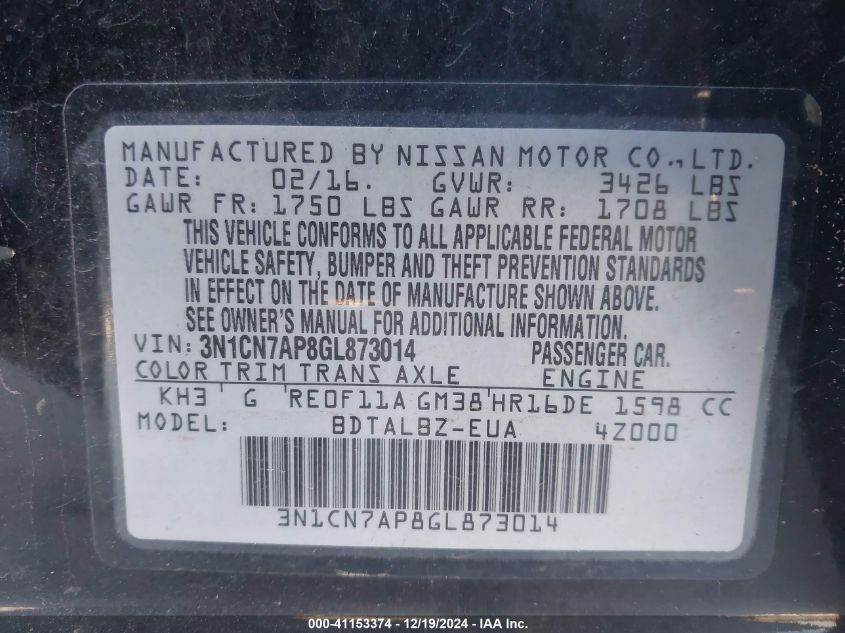 MANUFACTURED BY NISSAN MOTOR CO., LTD.
DATE: 02/16. GVWR: 3426 LBS
GAWR FR: 1750 LBS GAWR RR: 1708 LBS
THIS VEHICLE CONFORMS TO ALL APPLICABLE FEDERAL MOTOR
VEHICLE SAFETY, BUMPER AND THEFT PREVENTION STANDARDS
IN EFFECT ON THE DATE OF MANUFACTURE SHOWN ABOVE.
SEE OWNER'S MANUAL FOR ADDITIONAL INFORMATION.
VIN: 3N1CN7AP8GL873014 PASSENGER CAR.
COLOR TRIM TRANS AXLE ENGINE
KH3 G RE0F11A GM38 HR16DE 1598 CC
MODEL: BDTALBZ-EUA 4Z000
3N1CN7AP8GL873014
000-41153374 - 12/19/2024 - IAA Inc.